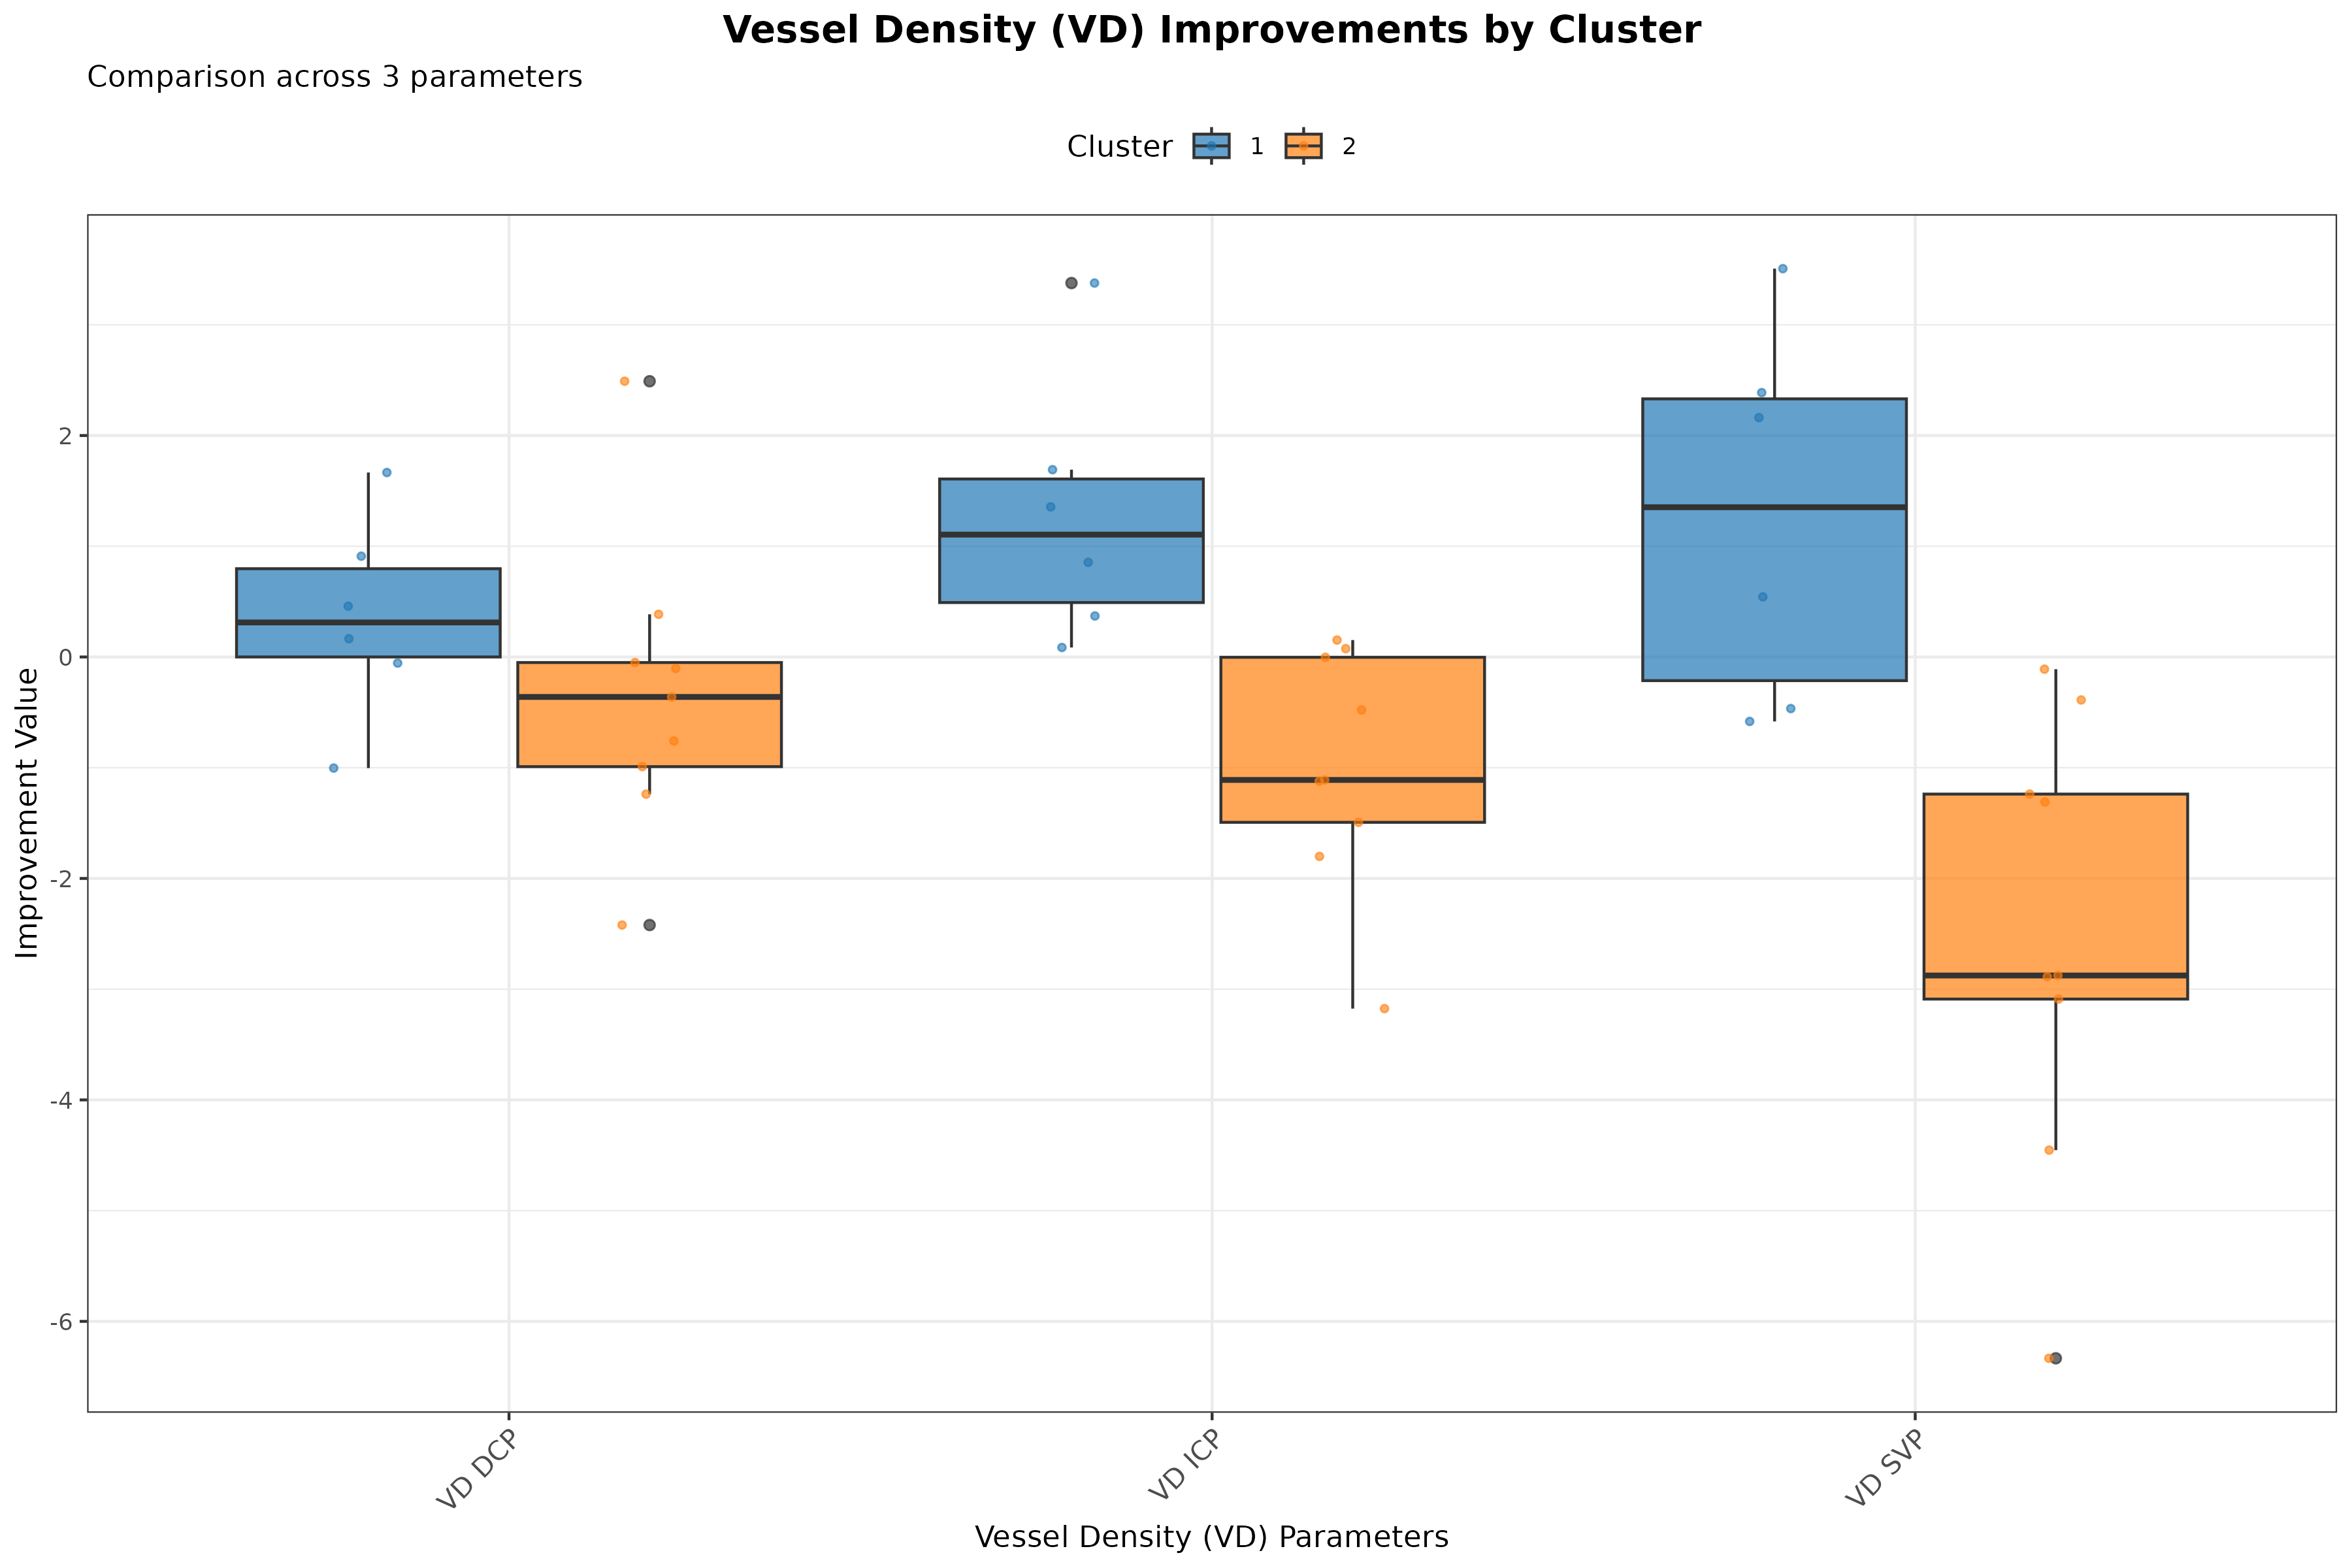 Vessel Density (VD) Improvements by Cluster
Comparison across 3 parameters
Cluster 1 2
Improvement Value
2
0
-2
-4
-6
VD DCP
VD ICP
VD SVP
Vessel Density (VD) Parameters